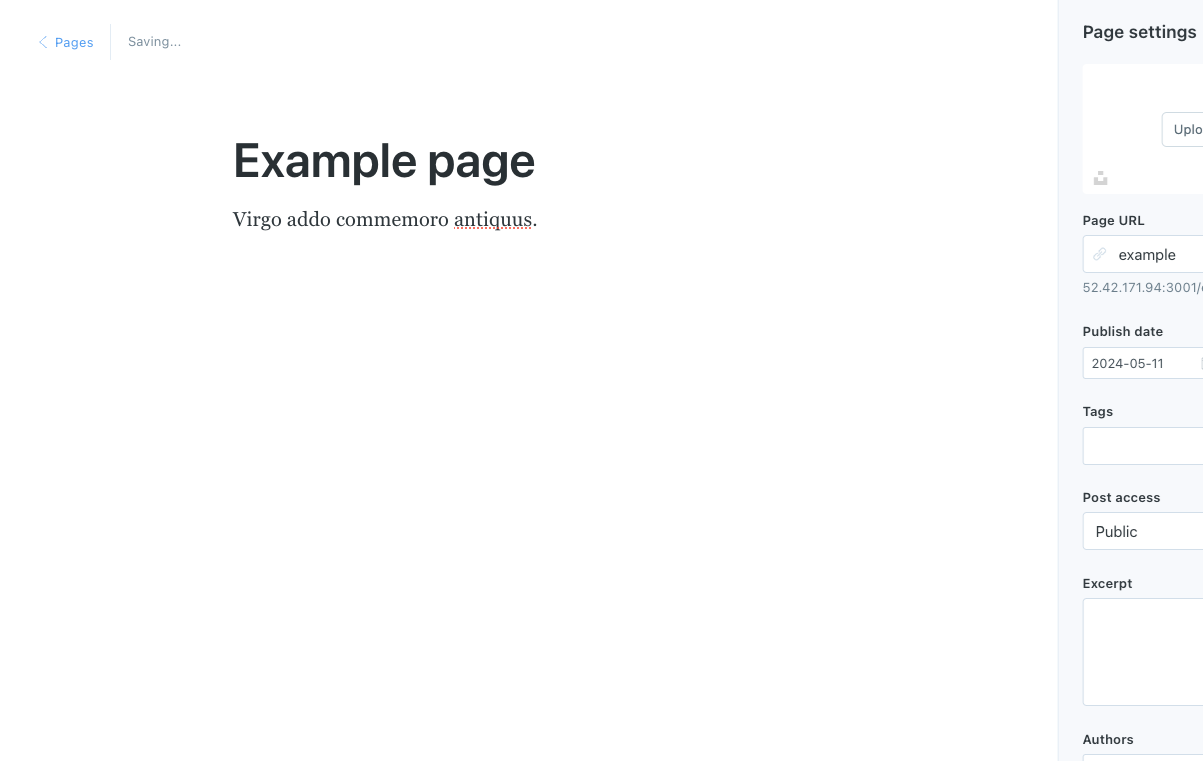 Pages
Saving...
Example page
Virgo addo commemoro antiquus.
Page settings
Page URL
example
52.42.171.94:3001/
Publish date
2024-05-11
Tags
Post access
Public
Excerpt
Authors